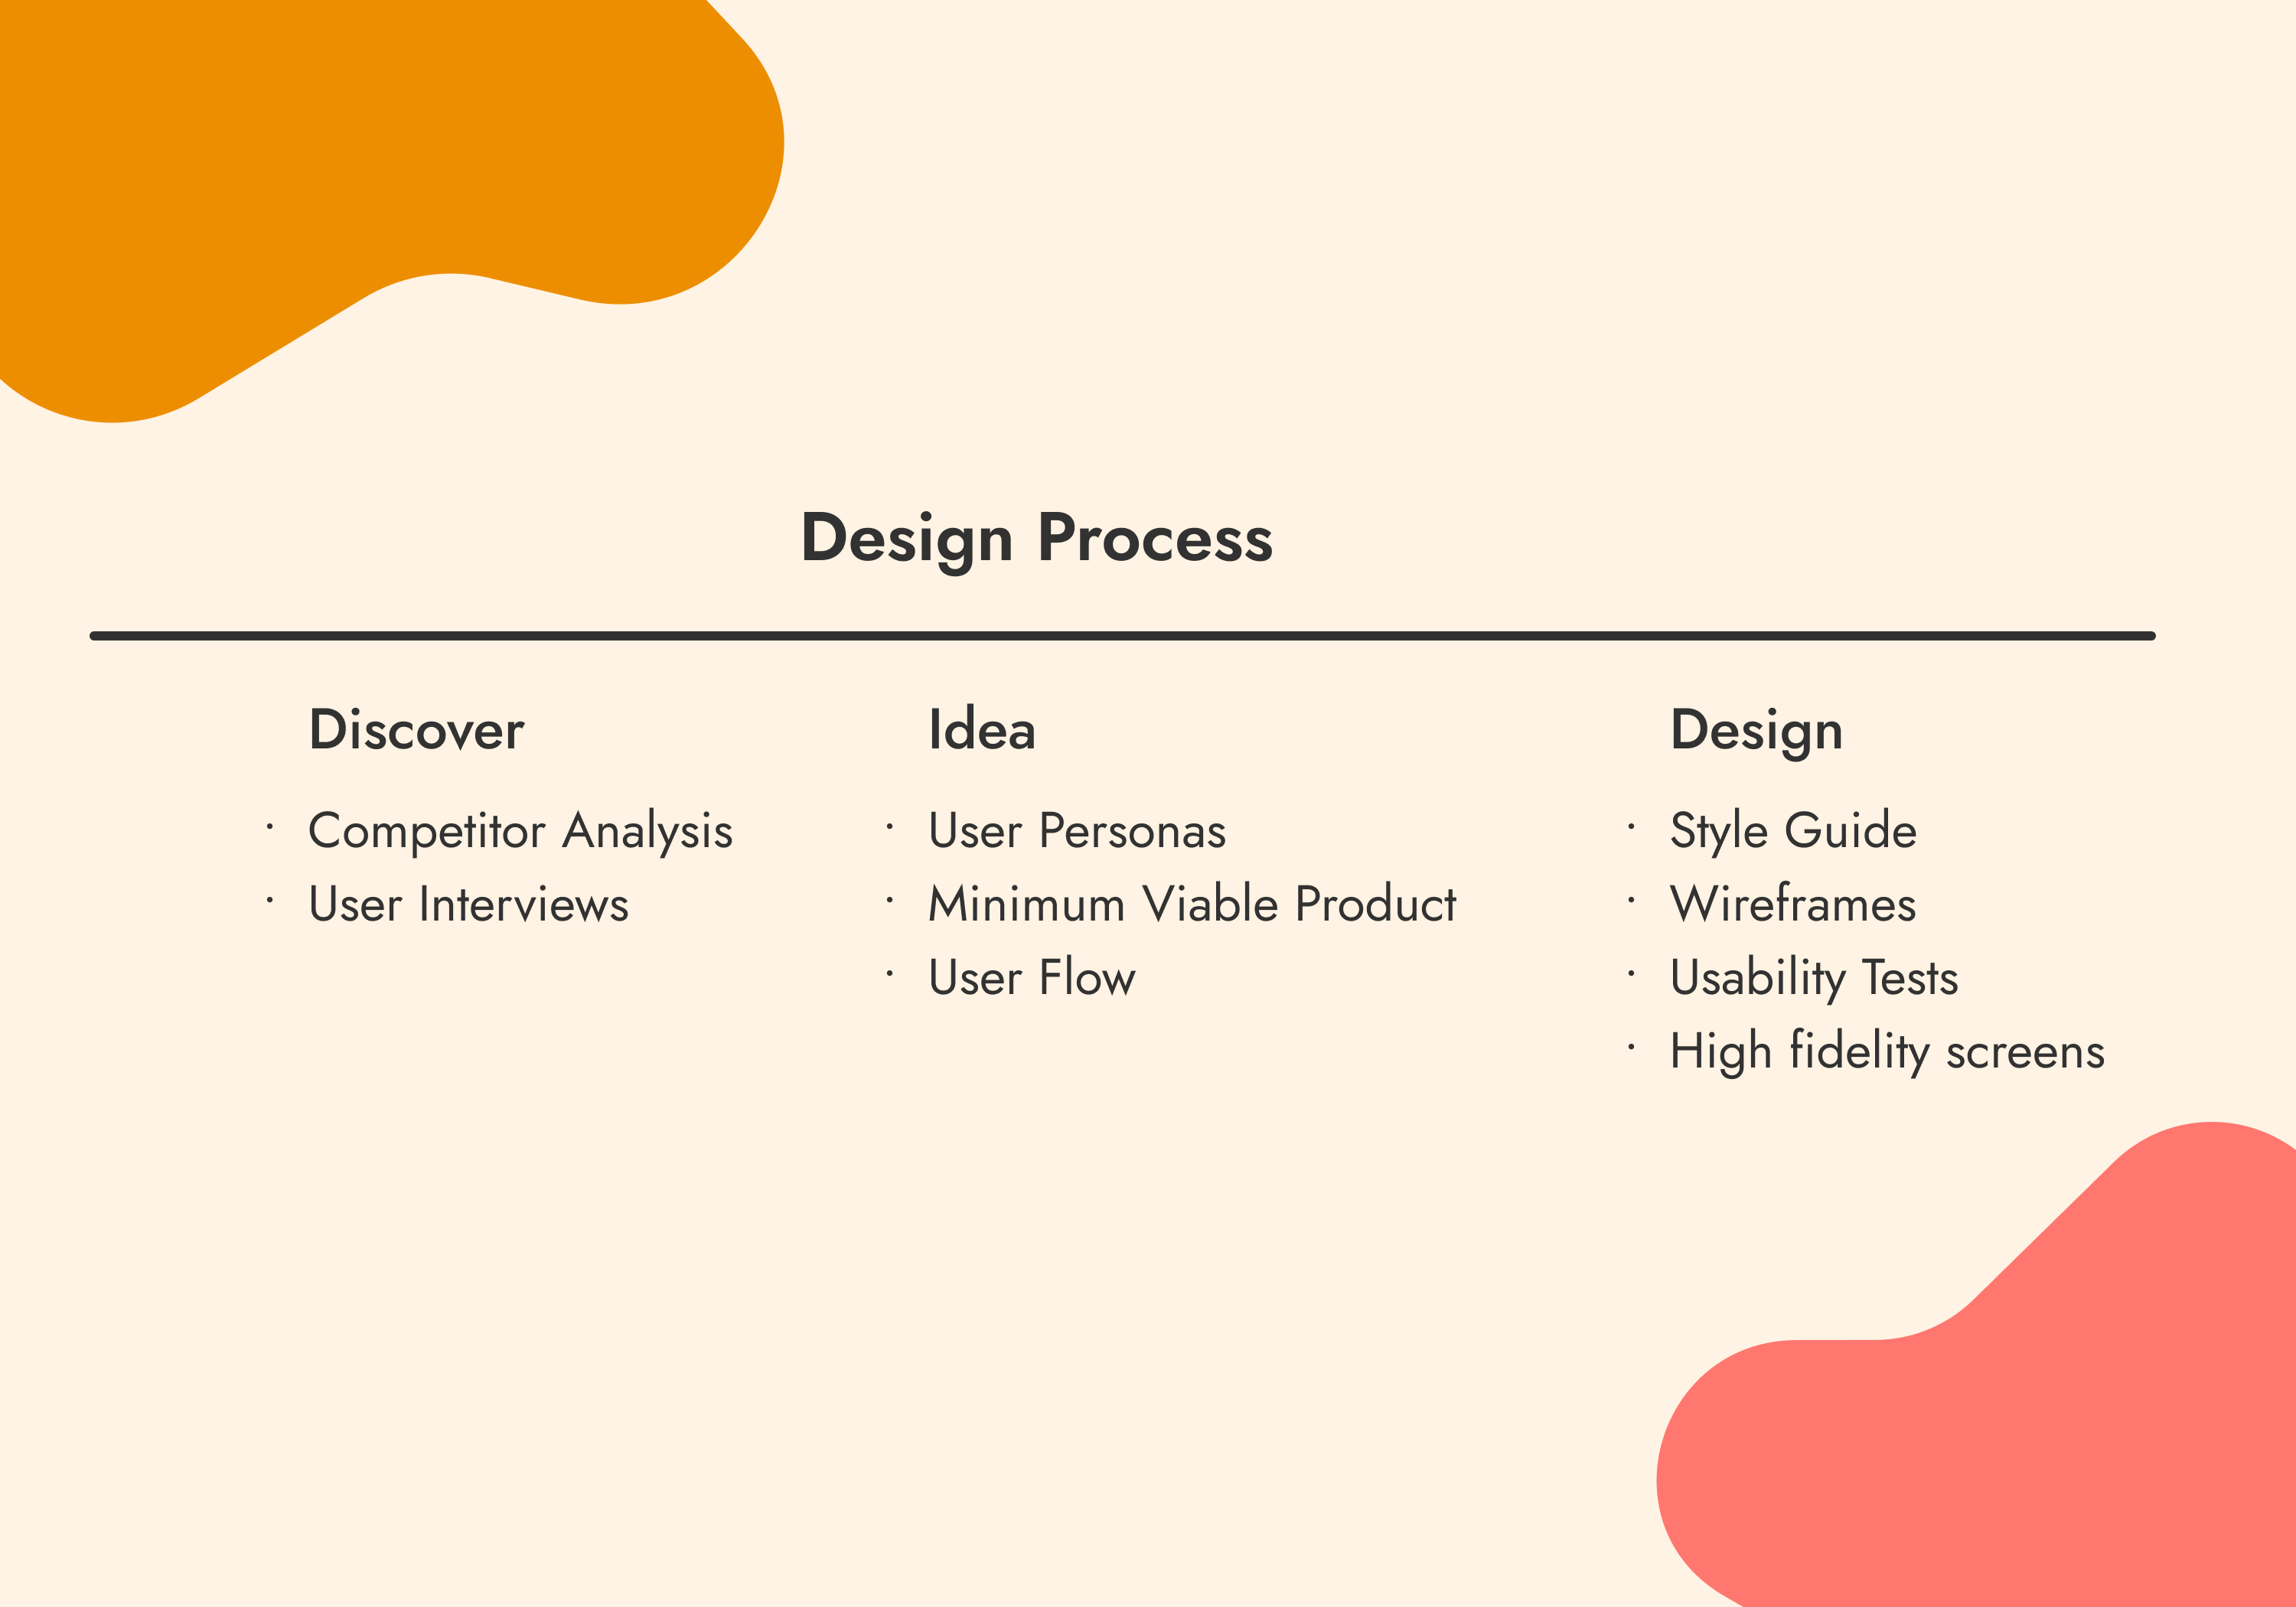 Design Process
Discover
· Competitor Analysis
· User Interviews
Idea
· User Personas
· Minimum Viable Product
· User Flow
Design
· Style Guide
· Wireframes
· Usability Tests
· High fidelity screens